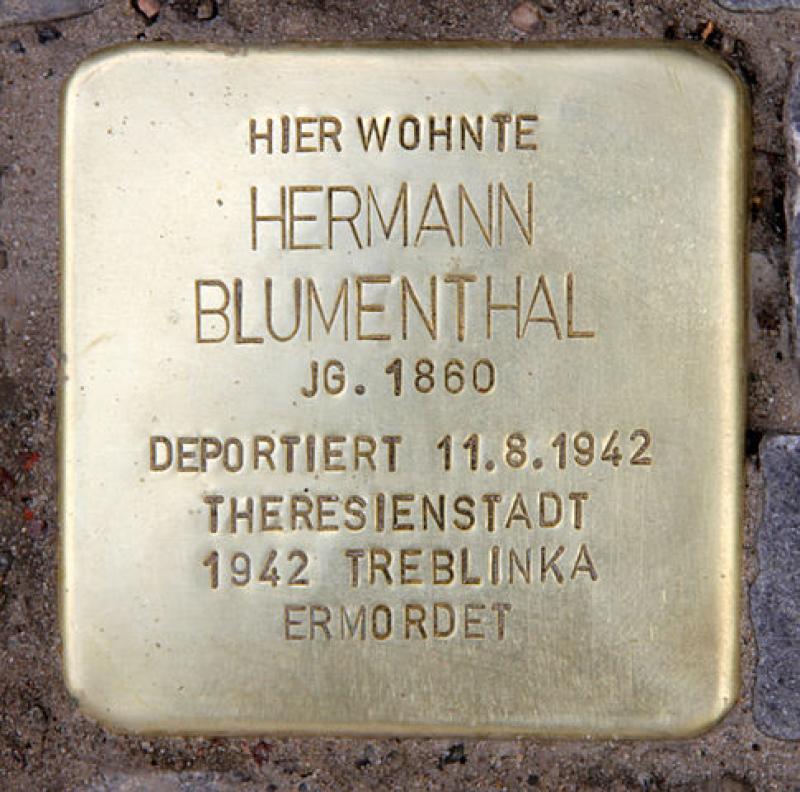 HIER WOHNTE
HERMANN
BLUMENTHAL
JG. 1860
DEPORTIERT 11.8.1942
THERESIENSTADT
1942 TREBLINKA
ERMORDET